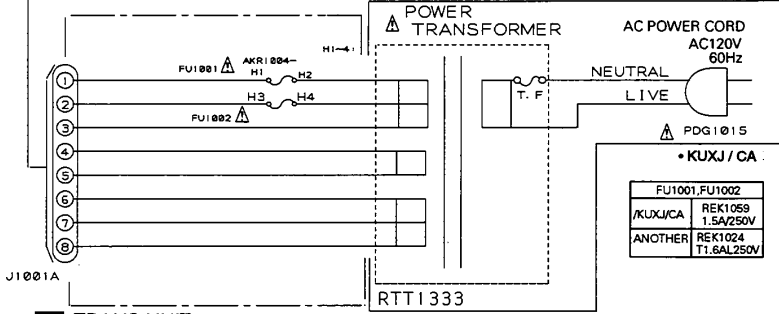 POWER
TRANSFORMER
AC POWER CORD
AC120V
60Hz
H1~4:
FU1001 AKR1004-
H1 H2
NEUTRAL
1
H3 H4
T. F
LIVE
2
FU1002
3
PDG1015
4
• KUXJ / CA
5
FU1001,FU1002
6
/KUXJ/CA REK1059
1.5A/250V
7
ANOTHER REK1024
T1.6AL250V
8
J1001A
RTT1333